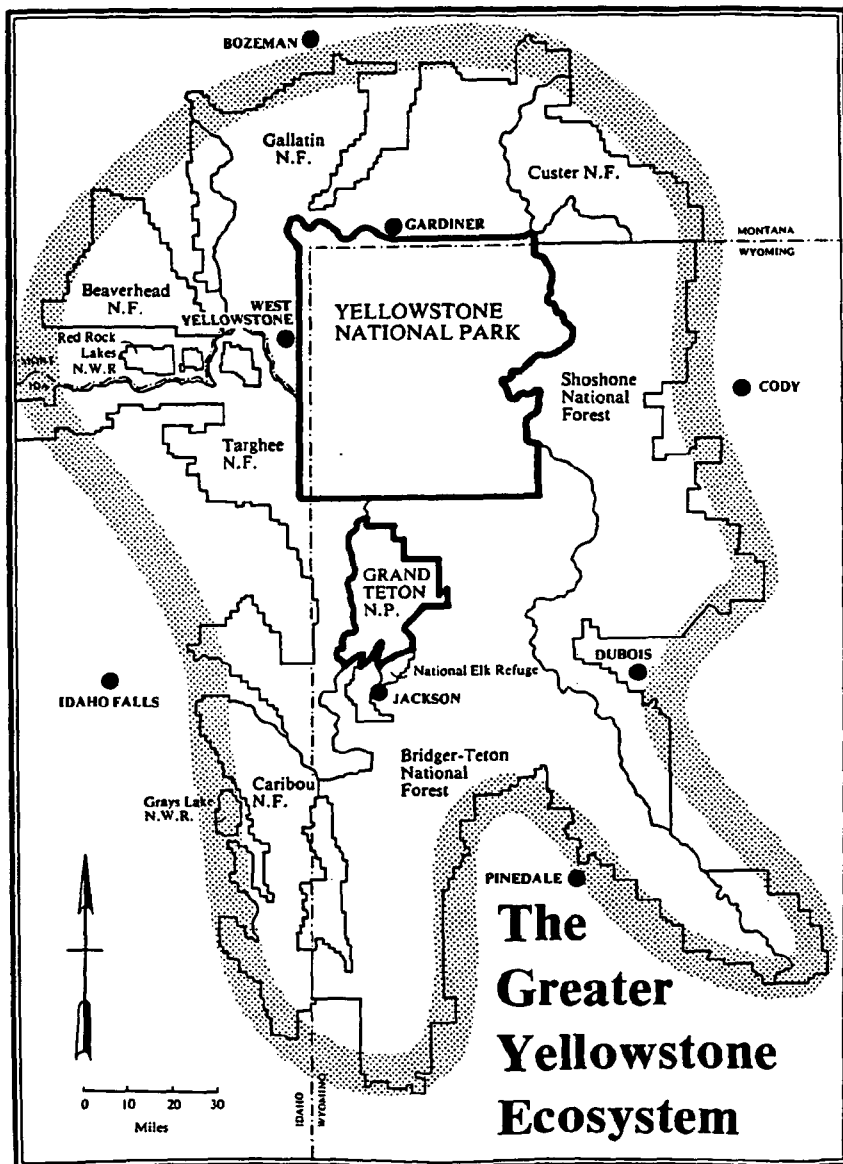 BOZEMAN
Gallatin
N.F.
Custer N.F.
GARDINER
MONTANA
WYOMING
Beaverhead
N.F.
WEST
YELLOWSTONE
YELLOWSTONE
NATIONAL PARK
Red Rock
Lakes
N.W.R
MONT
IDA
Shoshone
National
Forest
CODY
Targhee
N.F.
GRAND
TETON
N.P.
DUBOIS
National Elk Refuge
IDAHO FALLS
JACKSON
Bridger-Teton
National
Forest
Caribou
N.F.
Grays Lake
N.W.R.
PINEDALE
The
Greater
Yellowstone
Ecosystem
IDAHO
WYOMING
0 10 20 30
Miles